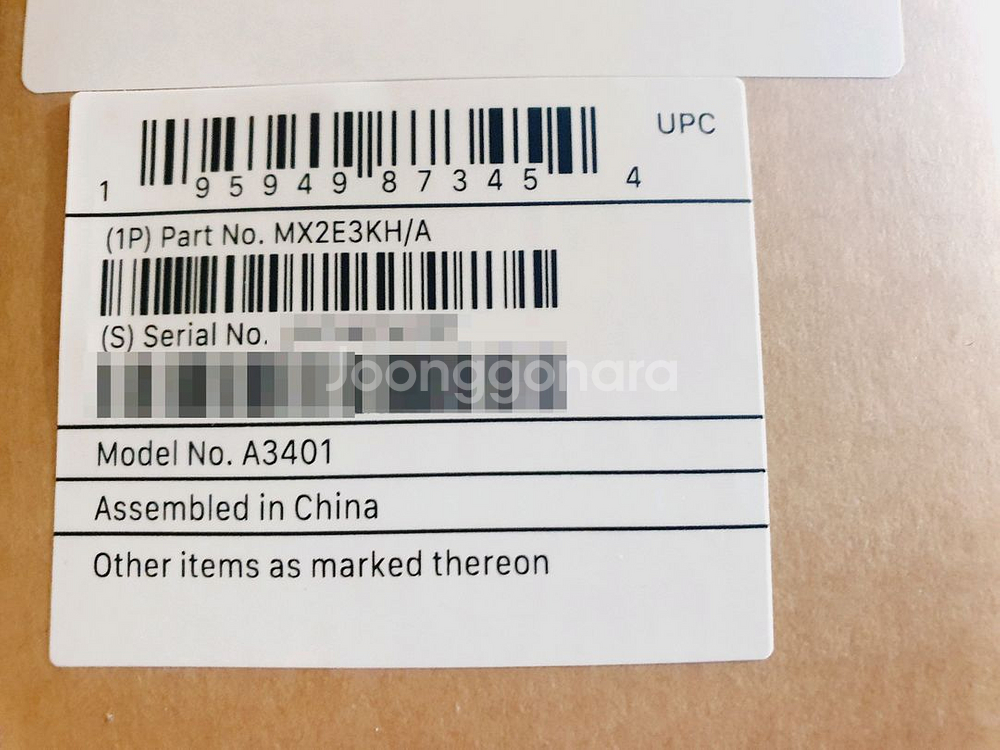 UPC
1 95949 87345 4
(1P) Part No. MX2E3KH/A
(S) Serial No.
Joonggonara
Model No. A3401
Assembled in China
Other items as marked thereon